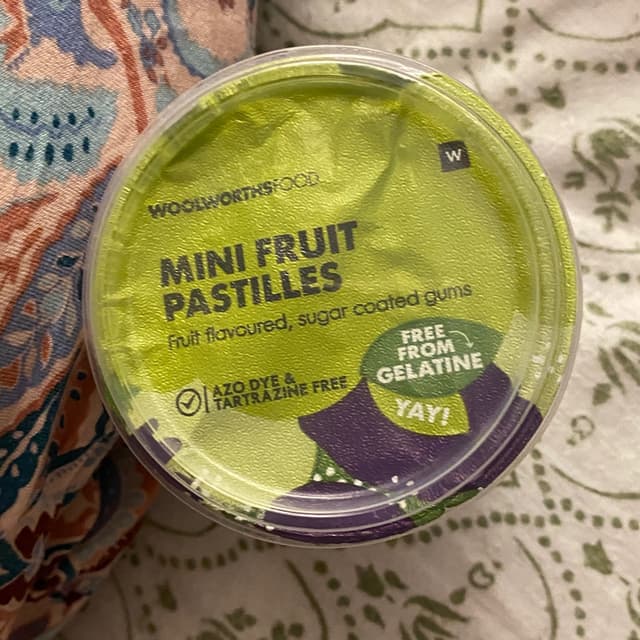 W
WOOLWORTHSFOOD
MINI FRUIT
PASTILLES
Fruit flavoured, sugar coated gums
AZO DYE &
TARTRAZINE FREE
FREE
FROM
GELATINE
YAY!